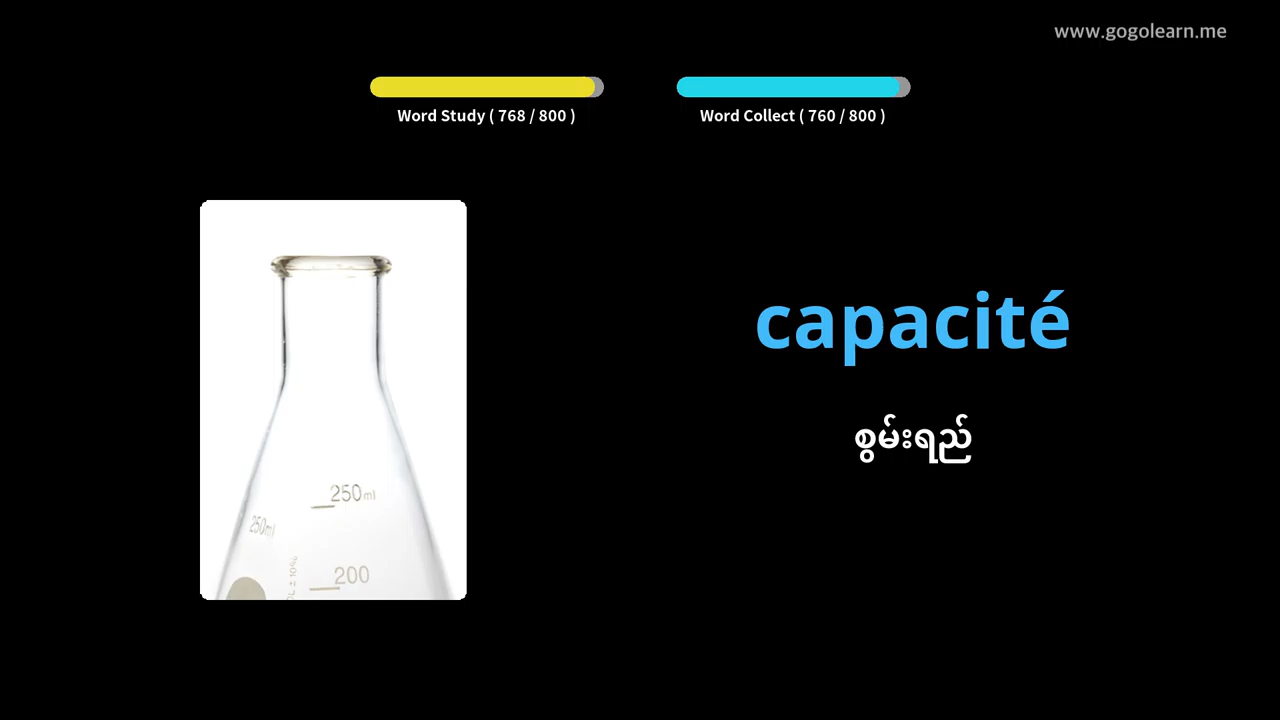 www.gogolearn.me
Word Study ( 768 / 800 )
Word Collect ( 760 / 800 )
capacité
စွမ်းရည်
250ml
250ml
200